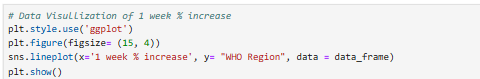 # Data Visullization of 1 week % increase
plt.style.use('ggplot')
plt.figure(figsize= (15, 4))
sns.lineplot(x='1 week % increase', y= "WHO Region", data = data_frame)
plt.show()